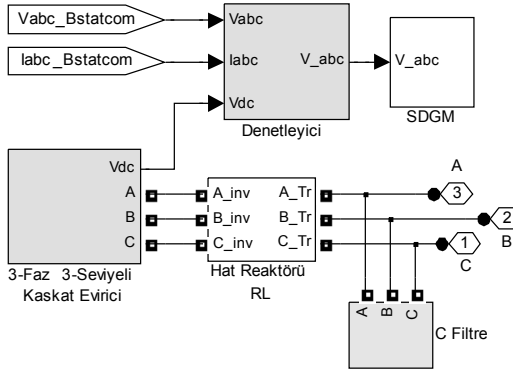 Vabc_Bstatcom
Iabc_Bstatcom
Vabc
Iabc
Vdc
V_abc
Denetleyici
V_abc
SDGM
Vdc
A
B
C
3-Faz 3-Seviyeli
Kaskat Evirici
A_inv
B_inv
C_inv
A_Tr
B_Tr
C_Tr
Hat Reaktörü
RL
A
3
2
B
1
C
A
B
C
C Filtre